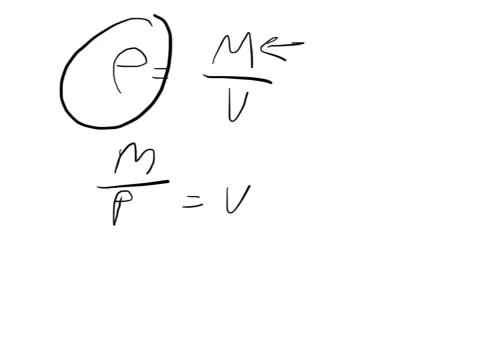 ρ = M/V
M/ρ = V